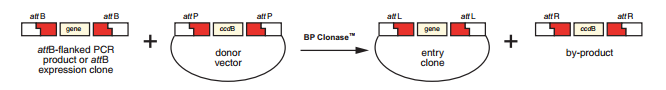 attB attB attP attP attL attL attR attR
gene ccdB BP Clonase™ gene ccdB
+ +
attB-flanked PCR
product or attB
expression clone
donor
vector
entry
clone
by-product